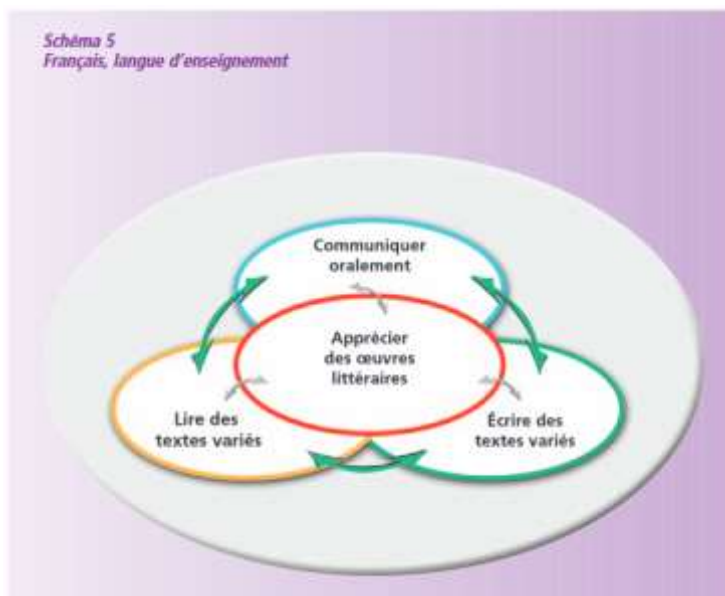 Schéma 5
Français, langue d'enseignement
Communiquer
oralement
Apprécier
des œuvres
littéraires
Lire des
textes variés
Écrire des
textes variés